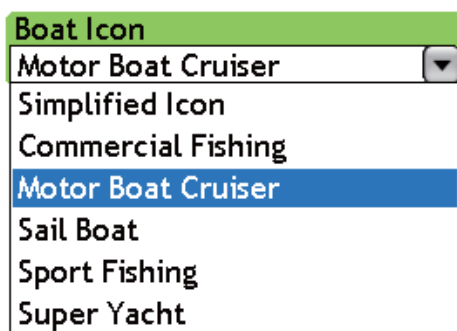 Boat Icon
Motor Boat Cruiser
Simplified Icon
Commercial Fishing
Motor Boat Cruiser
Sail Boat
Sport Fishing
Super Yacht